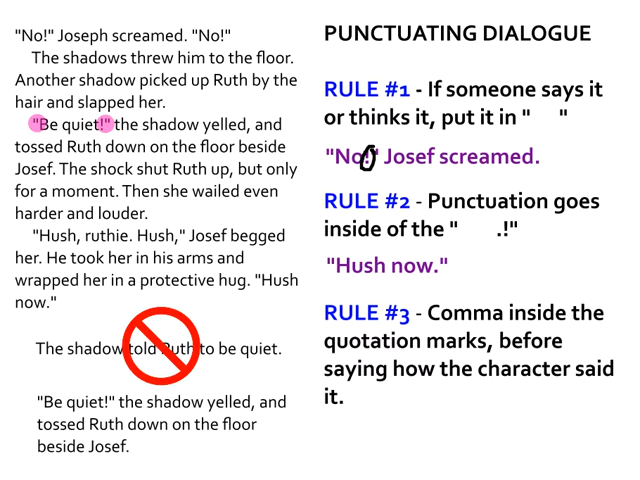 "No!" Joseph screamed. "No!"
The shadows threw him to the floor.
Another shadow picked up Ruth by the
hair and slapped her.
"Be quiet!" the shadow yelled, and
tossed Ruth down on the floor beside
Josef. The shock shut Ruth up, but only
for a moment. Then she wailed even
harder and louder.
"Hush, ruthie. Hush," Josef begged
her. He took her in his arms and
wrapped her in a protective hug. "Hush
now."
The shadow told Ruth to be quiet.
"Be quiet!" the shadow yelled, and
tossed Ruth down on the floor
beside Josef.
PUNCTUATING DIALOGUE
RULE #1 - If someone says it
or thinks it, put it in " "
"No!" Josef screamed.
RULE #2 - Punctuation goes
inside of the " .!"
"Hush now."
RULE #3 - Comma inside the
quotation marks, before
saying how the character said
it.